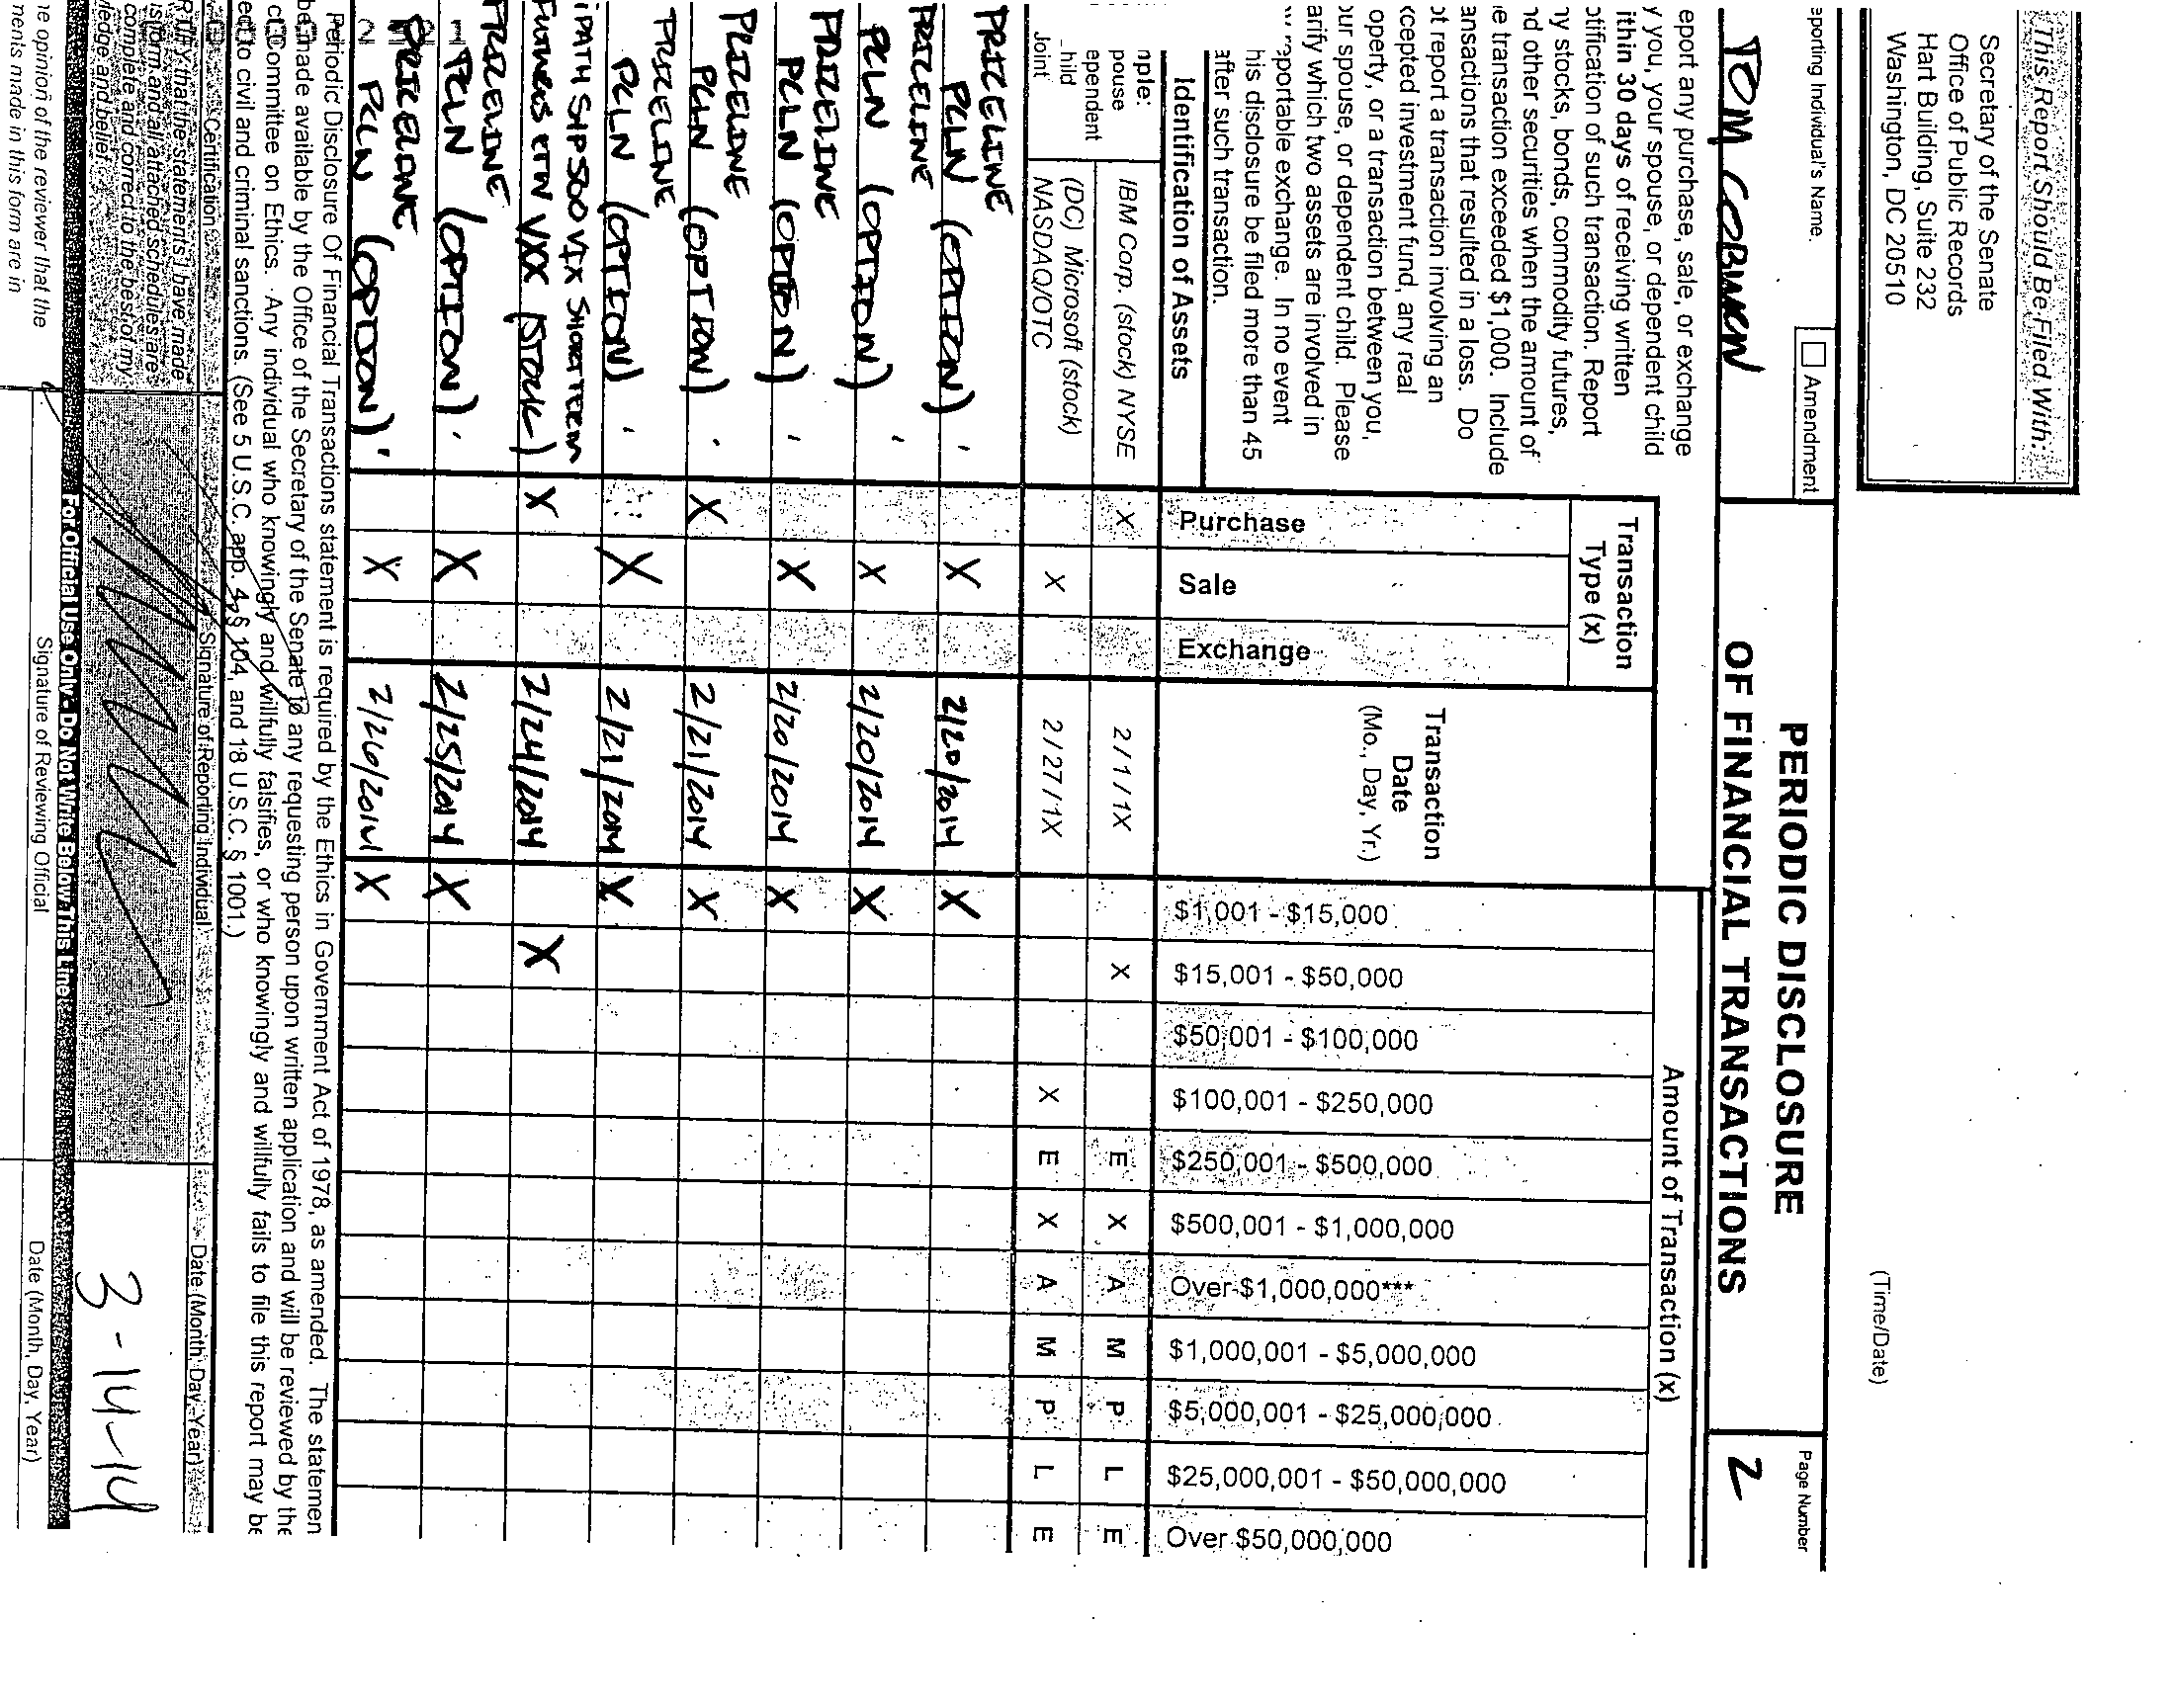 This Report Should Be Filed With:
Secretary of the Senate
Office of Public Records
Hart Building, Suite 232
Washington, DC 20510
(Time/Date)
eporting Individual's Name.
Amendment
TOM COBURN
PERIODIC DISCLOSURE
OF FINANCIAL TRANSACTIONS
Page Number
2
eport any purchase, sale, or exchange
y you, your spouse, or dependent child
ithin 30 days of receiving written
otification of such transaction. Report
ny stocks, bonds, commodity futures,
nd other securities when the amount of
e transaction exceeded $1,000. Include
ansactions that resulted in a loss. Do
ot report a transaction involving an
xcepted investment fund, any real
operty, or a transaction between you,
our spouse, or dependent child. Please
arify which two assets are involved in
reportable exchange. In no event
his disclosure be filed more than 45
after such transaction.
Identification of Assets
Transaction
Type (x)
Purchase
Sale
Exchange
Transaction
Date
(Mo., Day, Yr.)
Amount of Transaction (x)
$1,001 - $15,000
$15,001 - $50,000
$50,001 - $100,000
$100,001 - $250,000
$250,001 - $500,000
$500,001 - $1,000,000
Over $1,000,000***
$1,000,001 - $5,000,000
$5,000,001 - $25,000,000
$25,000,001 - $50,000,000
Over $50,000,000
nple:
pouse
ependent
hild
Joint
IBM Corp. (stock) NYSE X 2/1/1X X E X A M P L E
(DC) Microsoft (stock)
NASDAQ/OTC X 2/27/1X X E X A M P L E
PRICELINE
PCLN (OPTION) X 2/20/2014 X
PRICELINE
PCLN (OPTION) X 2/20/2014 X
PRICELINE
PCLN (OPTION) X 2/20/2014 X
PRICELINE
PCLN (OPTION) X X 2/21/2014 X
PRICELINE
PCLN (OPTION) X 2/21/2014 X
iPATH S&P 500 VIX SHORT TERM
FUTURES ETN VXX (STOCK) X 2/24/2014 X
PRICELINE
PCLN (OPTION) X 2/25/2014 X
PRICELINE
PCLN (OPTION) X 2/26/2014 X
Periodic Disclosure Of Financial Transactions statement is required by the Ethics in Government Act of 1978, as amended. The statemen
be made available by the Office of the Secretary of the Senate to any requesting person upon written application and will be reviewed by the
ct Committee on Ethics. Any individual who knowingly and willfully falsifies, or who knowingly and willfully fails to file this report may be
ect to civil and criminal sanctions. (See 5 U.S.C. app. 4, § 104, and 18 U.S.C. § 1001.)
Certification
Signature of Reporting Individual
Date (Month, Day, Year)
RTIFY that the statements I have made
is form and all attached schedules are
complete and correct to the best of my
ledge and belief.
3-14-14
For Official Use Only - Do Not Write Below This Line
he opinion of the reviewer that the
ments made in this form are in
Signature of Reviewing Official
Date (Month, Day, Year)